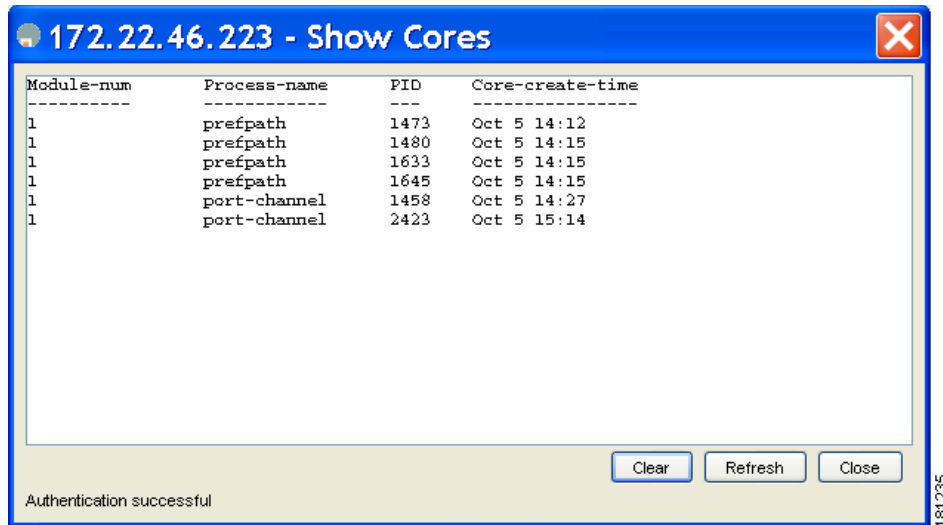 172.22.46.223 - Show Cores
Module-num Process-name PID Core-create-time
---------- ------------ --- ----------------
1 prefpath 1473 Oct 5 14:12
1 prefpath 1480 Oct 5 14:15
1 prefpath 1633 Oct 5 14:15
1 prefpath 1645 Oct 5 14:15
1 port-channel 1458 Oct 5 14:27
1 port-channel 2423 Oct 5 15:14
Clear Refresh Close
Authentication successful
181235